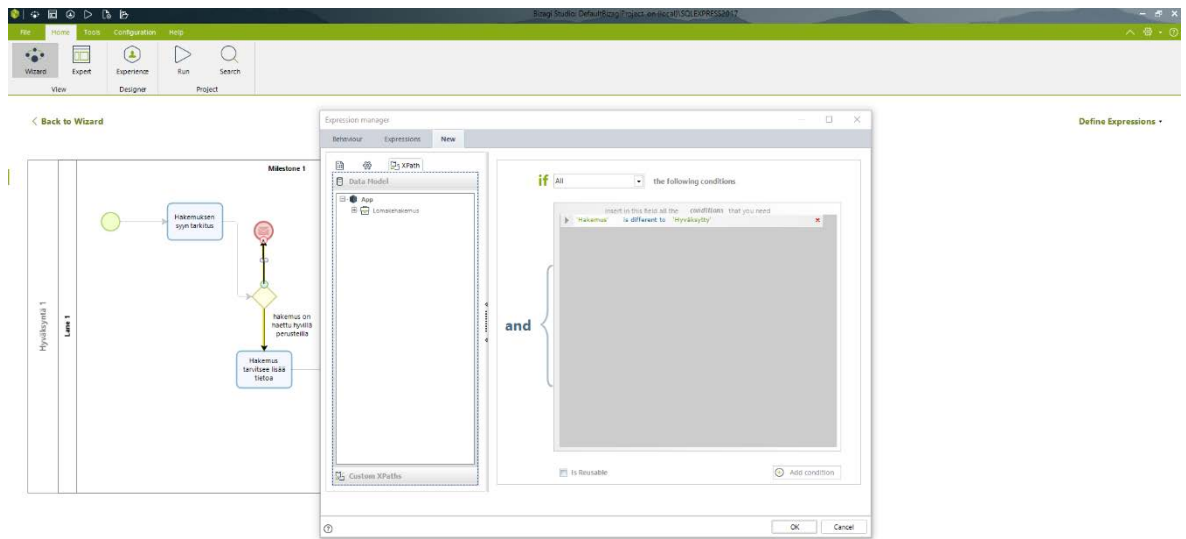 Bizagi Studio: DefaultBizag Project on (local)\SQLEXPRESS2017
File Home Tools Configuration Help
Wizard Expert Experience Run Search
View Designer Project
Back to Wizard
Define Expressions
Hyväksyntä 1
Lane 1
Milestone 1
Hakemuksen
syyn tarkitus
hakemus on
haettu hyvillä
perusteilla
Hakemus
tarvitsee lisää
tietoa
Expression manager
Behaviour Expressions New
XPath
Data Model
App
Lomakehakemus
Custom XPaths
if All the following conditions
insert in this field all the conditions that you need
'Hakemus' is different to 'Hyväksytty'
and
Is Reusable
Add condition
OK Cancel